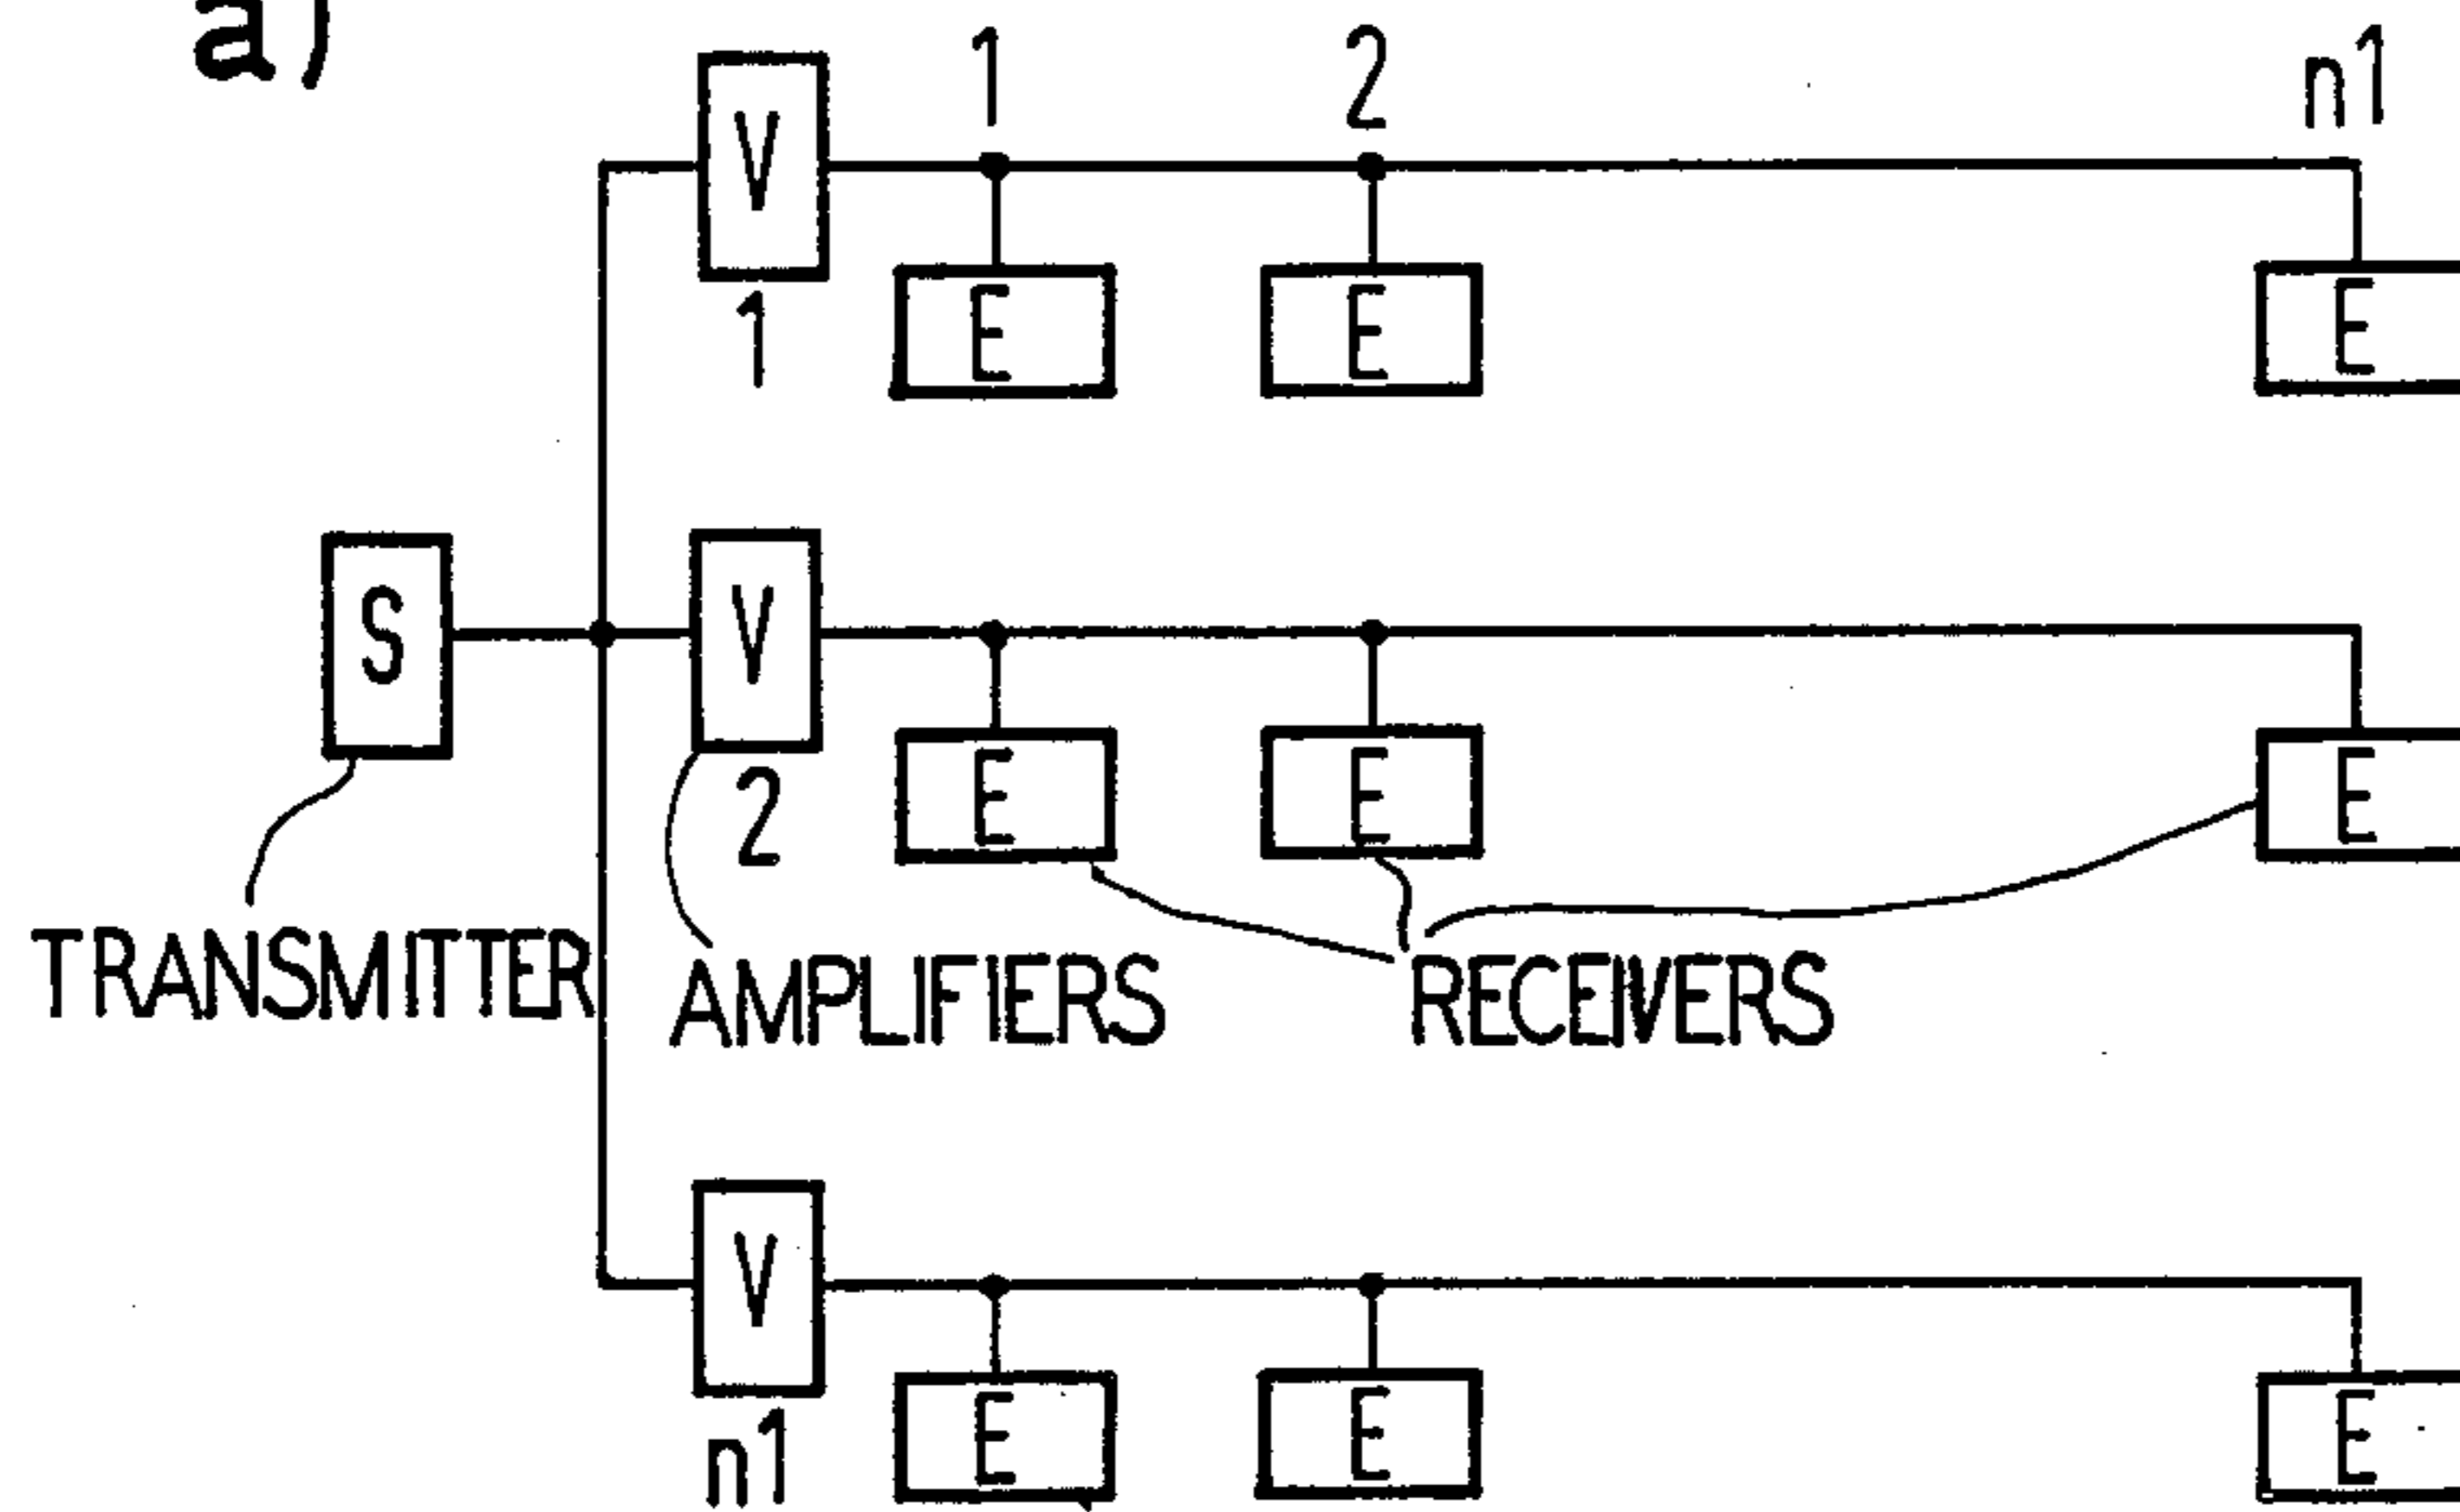 a)
1 2 n1
V
1
E E E
S V
2
E E E
TRANSMITTER AMPLIFIERS RECEIVERS
V
n1
E E E